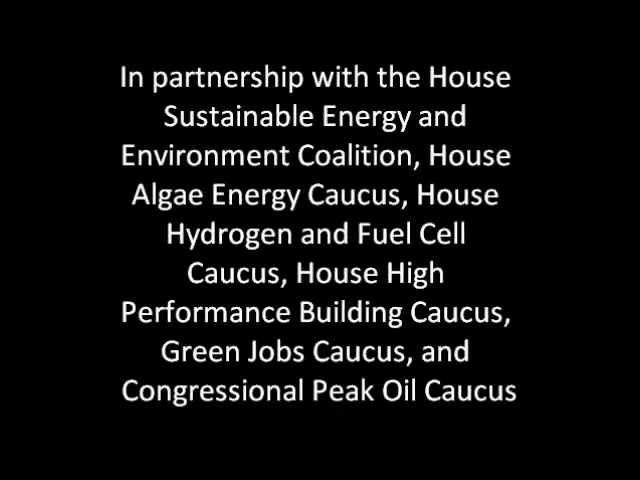 In partnership with the House
Sustainable Energy and
Environment Coalition, House
Algae Energy Caucus, House
Hydrogen and Fuel Cell
Caucus, House High
Performance Building Caucus,
Green Jobs Caucus, and
Congressional Peak Oil Caucus